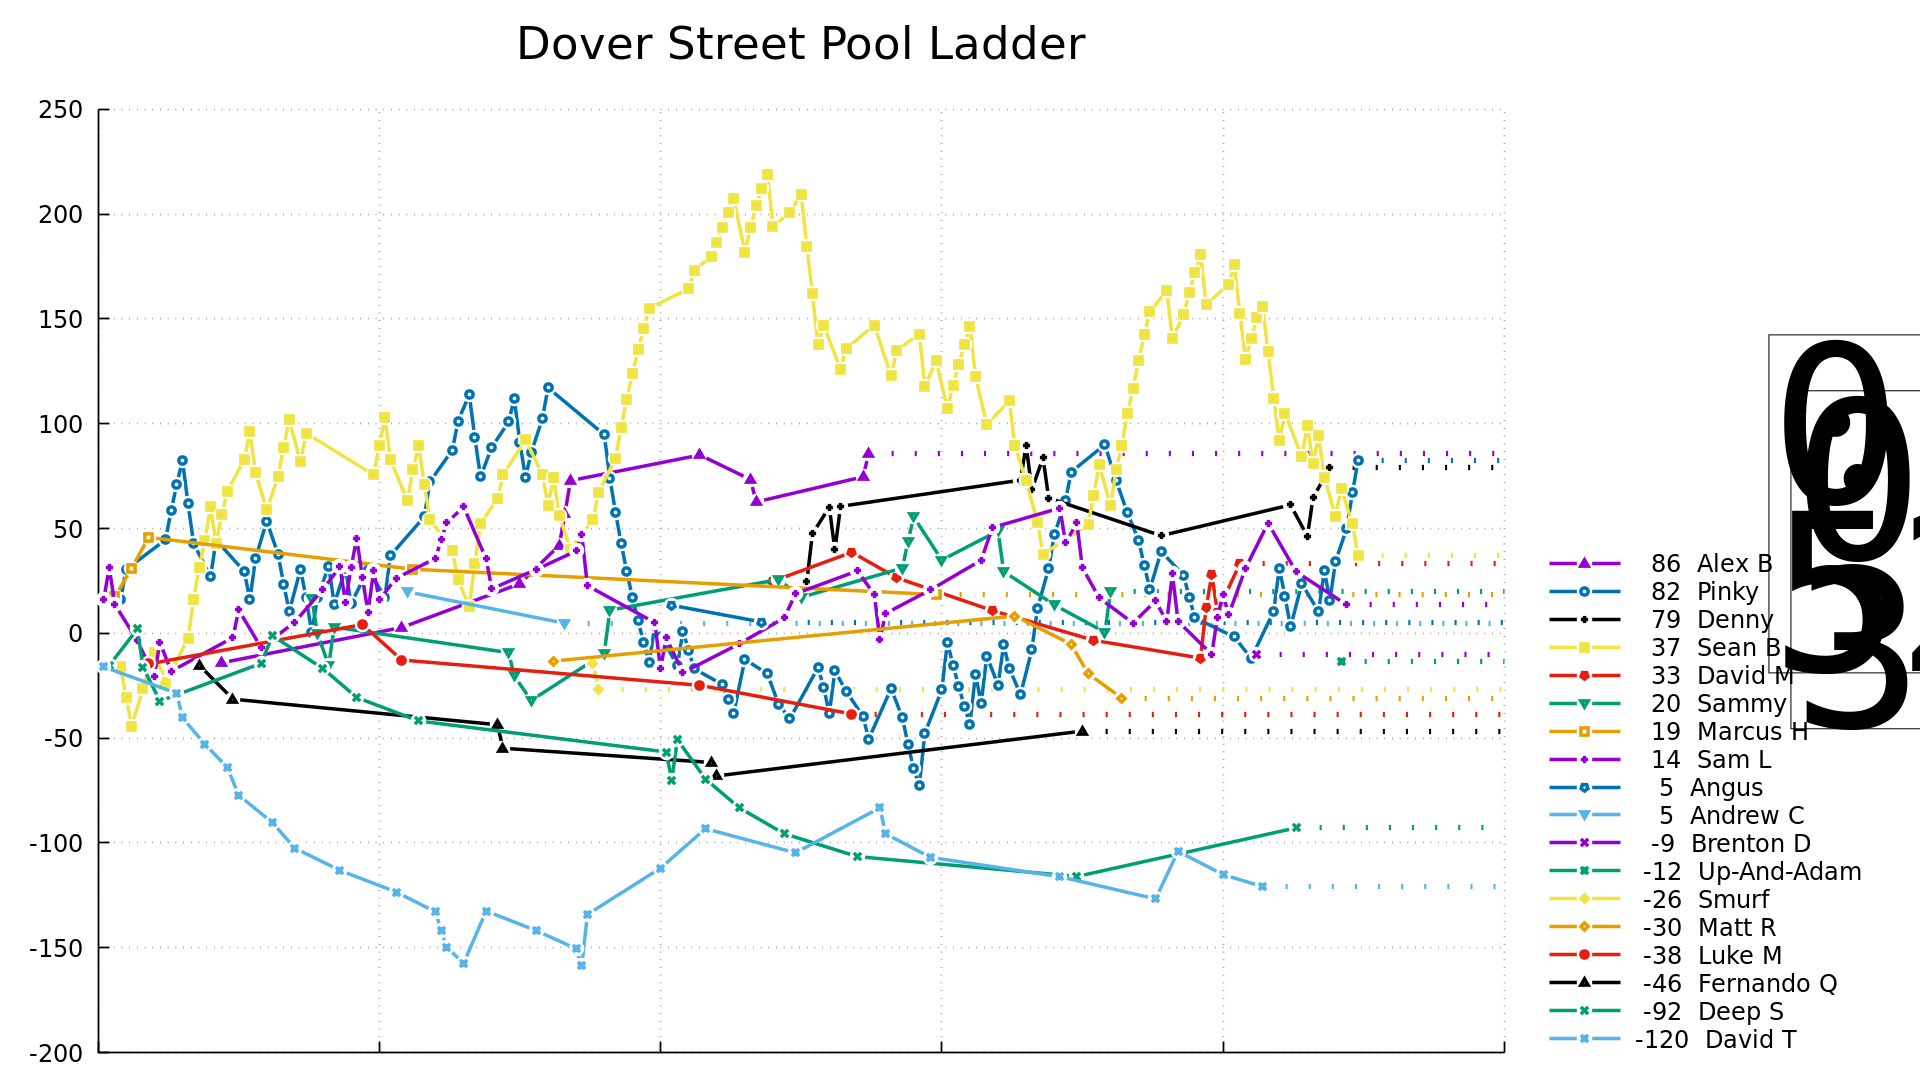 Dover Street Pool Ladder
250
200
150
100
50
0
-50
-100
-150
-200
86 Alex B
82 Pinky
79 Denny
37 Sean B
33 David M
20 Sammy
19 Marcus H
14 Sam L
5 Angus
5 Andrew C
-9 Brenton D
-12 Up-And-Adam
-26 Smurf
-30 Matt R
-38 Luke M
-46 Fernando Q
-92 Deep S
-120 David T